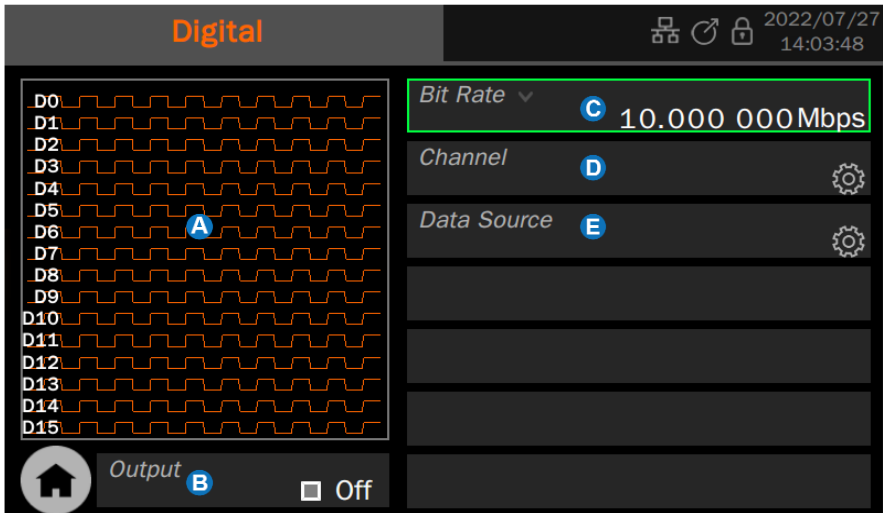 Digital
2022/07/27
14:03:48
D0
D1
D2
D3
D4
D5
D6
D7
D8
D9
D10
D11
D12
D13
D14
D15
A
Output
B
Off
Bit Rate
C
10.000 000Mbps
Channel
D
Data Source
E